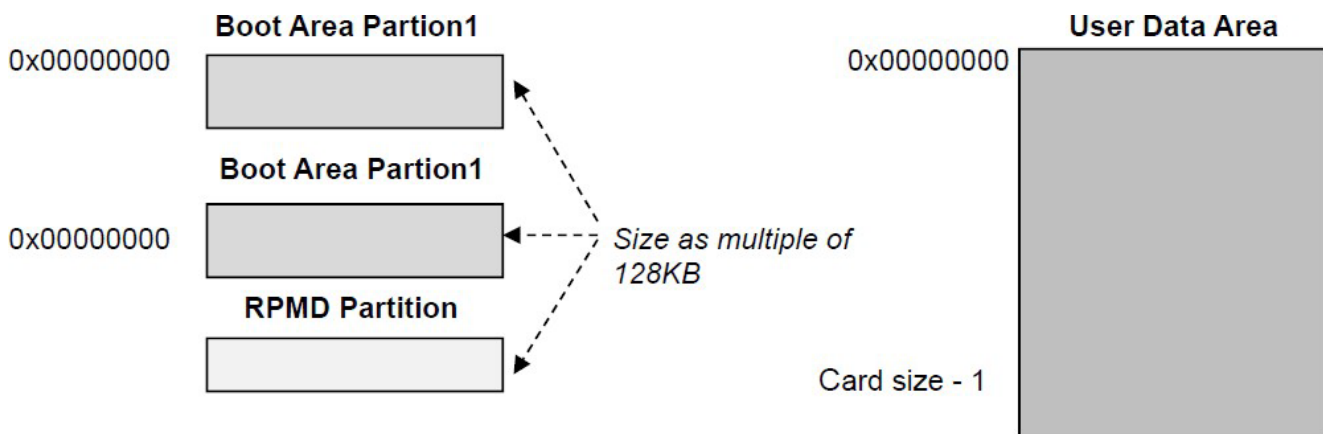 Boot Area Partion1
0x00000000
Boot Area Partion1
0x00000000
RPMD Partition
Size as multiple of
128KB
User Data Area
0x00000000
Card size - 1